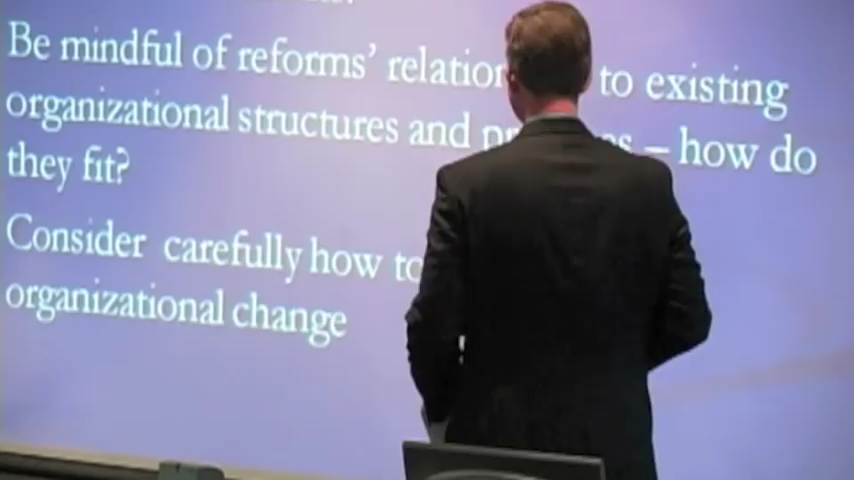 Be mindful of reforms' to existing
organizational structures and – how do
they fit?
Consider carefully how to
organizational change